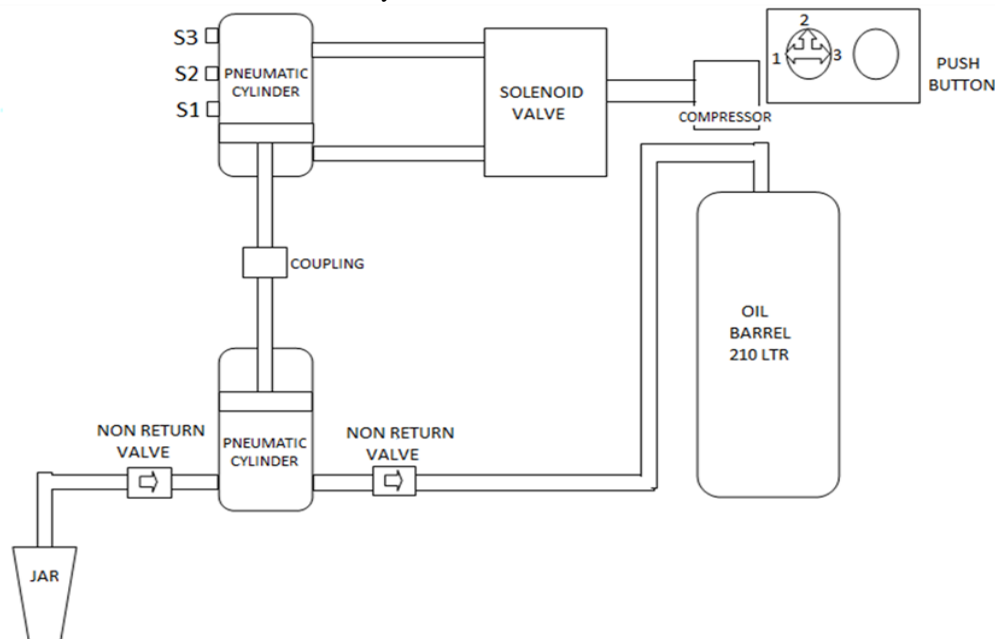 S3
S2
S1
PNEUMATIC
CYLINDER
SOLENOID
VALVE
COMPRESSOR
2
1
3
PUSH
BUTTON
COUPLING
OIL
BARREL
210 LTR
NON RETURN
VALVE
PNEUMATIC
CYLINDER
NON RETURN
VALVE
JAR